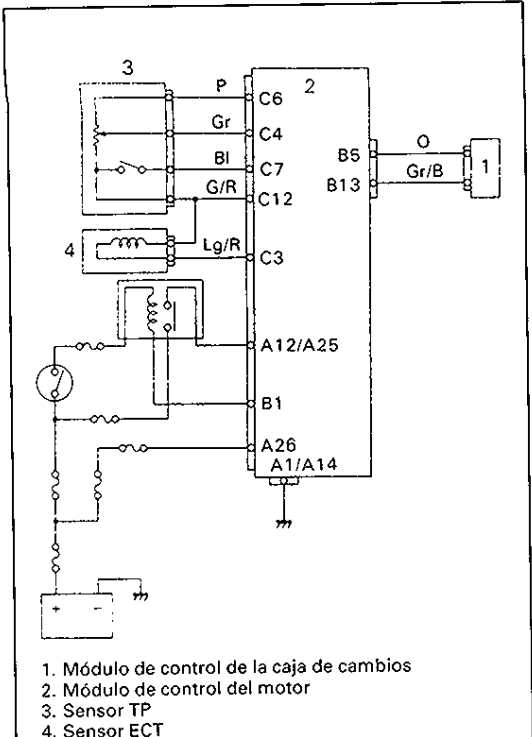 3
P
2
C6
Gr
C4
O
B5
1
Bl
C7
Gr/B
B13
G/R
C12
4
Lg/R
C3
A12/A25
B1
A26
A1/A14
+ -
1. Módulo de control de la caja de cambios
2. Módulo de control del motor
3. Sensor TP
4. Sensor ECT